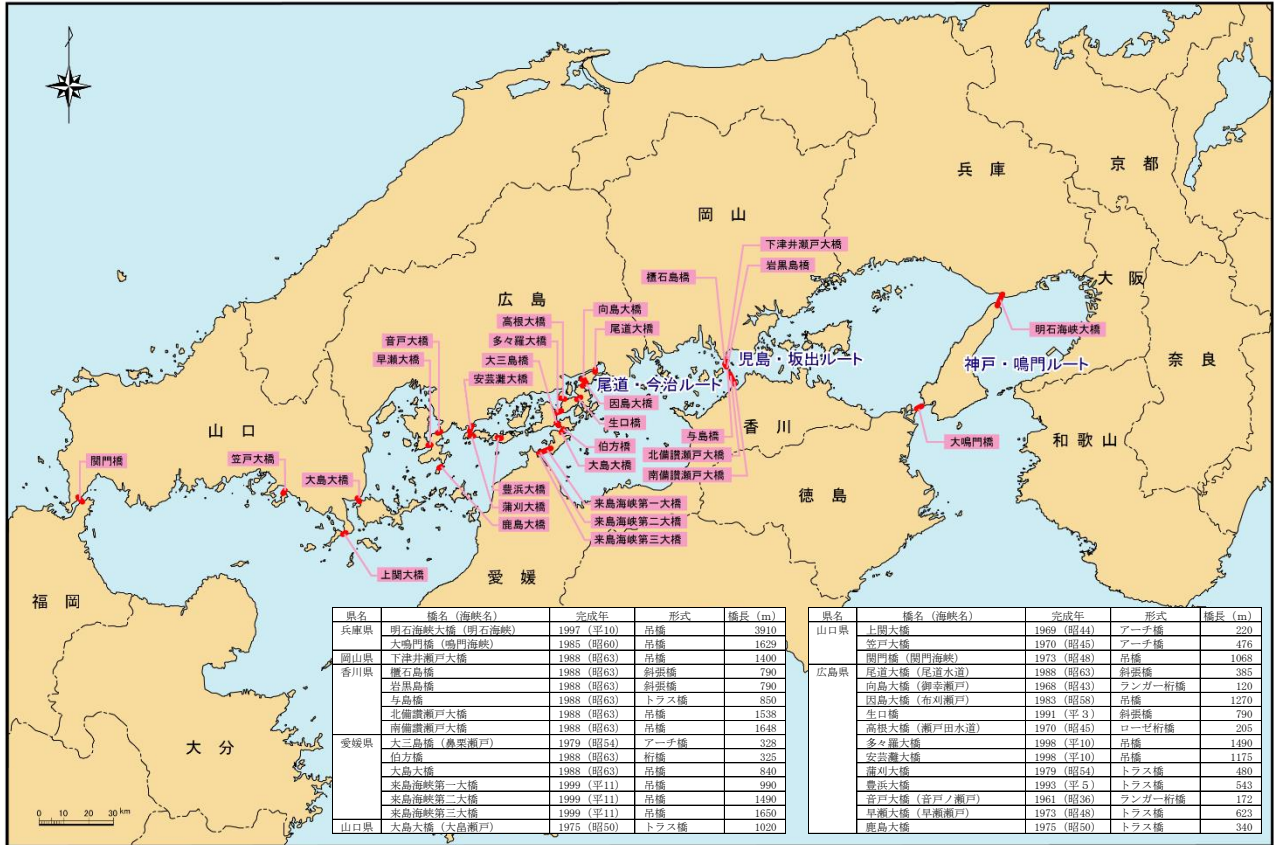 兵 庫
京 都
岡 山
下津井瀬戸大橋
岩黒島橋
櫃石島橋
大 阪
広 島
向島大橋
高根大橋
尾道大橋
明石海峡大橋
音戸大橋
多々羅大橋
早瀬大橋
大三島橋
児島・坂出ルート
神戸・鳴門ルート
奈 良
安芸灘大橋
尾道・今治ルート
因島大橋
生口橋
山 口
香 川
大鳴門橋
和 歌 山
与島橋
伯方橋
北備讃瀬戸大橋
笠戸大橋
関門橋
大島大橋
大島大橋
南備讃瀬戸大橋
豊浜大橋
徳 島
来島海峡第一大橋
蒲刈大橋
来島海峡第二大橋
鹿島大橋
来島海峡第三大橋
上関大橋
愛 媛
福 岡
大 分
0 10 20 30 km
県名 橋名（海峡名） 完成年 形式 橋長（m）
兵庫県 明石海峡大橋（明石海峡） 1997（平10） 吊橋 3910
大鳴門橋（鳴門海峡） 1985（昭60） 吊橋 1629
岡山県 下津井瀬戸大橋 1988（昭63） 吊橋 1400
香川県 櫃石島橋 1988（昭63） 斜張橋 790
岩黒島橋 1988（昭63） 斜張橋 790
与島橋 1988（昭63） トラス橋 850
北備讃瀬戸大橋 1988（昭63） 吊橋 1538
南備讃瀬戸大橋 1988（昭63） 吊橋 1648
愛媛県 大三島橋（鼻栗瀬戸） 1979（昭54） アーチ橋 328
伯方橋 1988（昭63） 桁橋 325
大島大橋 1988（昭63） 吊橋 840
来島海峡第一大橋 1999（平11） 吊橋 990
来島海峡第二大橋 1999（平11） 吊橋 1490
来島海峡第三大橋 1999（平11） 吊橋 1650
山口県 大島大橋（大畠瀬戸） 1975（昭50） トラス橋 1020
県名 橋名（海峡名） 完成年 形式 橋長（m）
山口県 上関大橋 1969（昭44） アーチ橋 220
笠戸大橋 1970（昭45） アーチ橋 476
関門橋（関門海峡） 1973（昭48） 吊橋 1068
広島県 尾道大橋（尾道水道） 1988（昭63） 斜張橋 385
向島大橋（御幸瀬戸） 1968（昭43） ランガー桁橋 120
因島大橋（布刈瀬戸） 1983（昭58） 吊橋 1270
生口橋 1991（平３） 斜張橋 790
高根大橋（瀬戸田水道） 1970（昭45） ローゼ桁橋 205
多々羅大橋 1998（平10） 吊橋 1490
安芸灘大橋 1998（平10） 吊橋 1175
蒲刈大橋 1979（昭54） トラス橋 480
豊浜大橋 1993（平５） トラス橋 543
音戸大橋（音戸ノ瀬戸） 1961（昭36） ランガー桁橋 172
早瀬大橋（早瀬瀬戸） 1973（昭48） トラス橋 623
鹿島大橋 1975（昭50） トラス橋 340